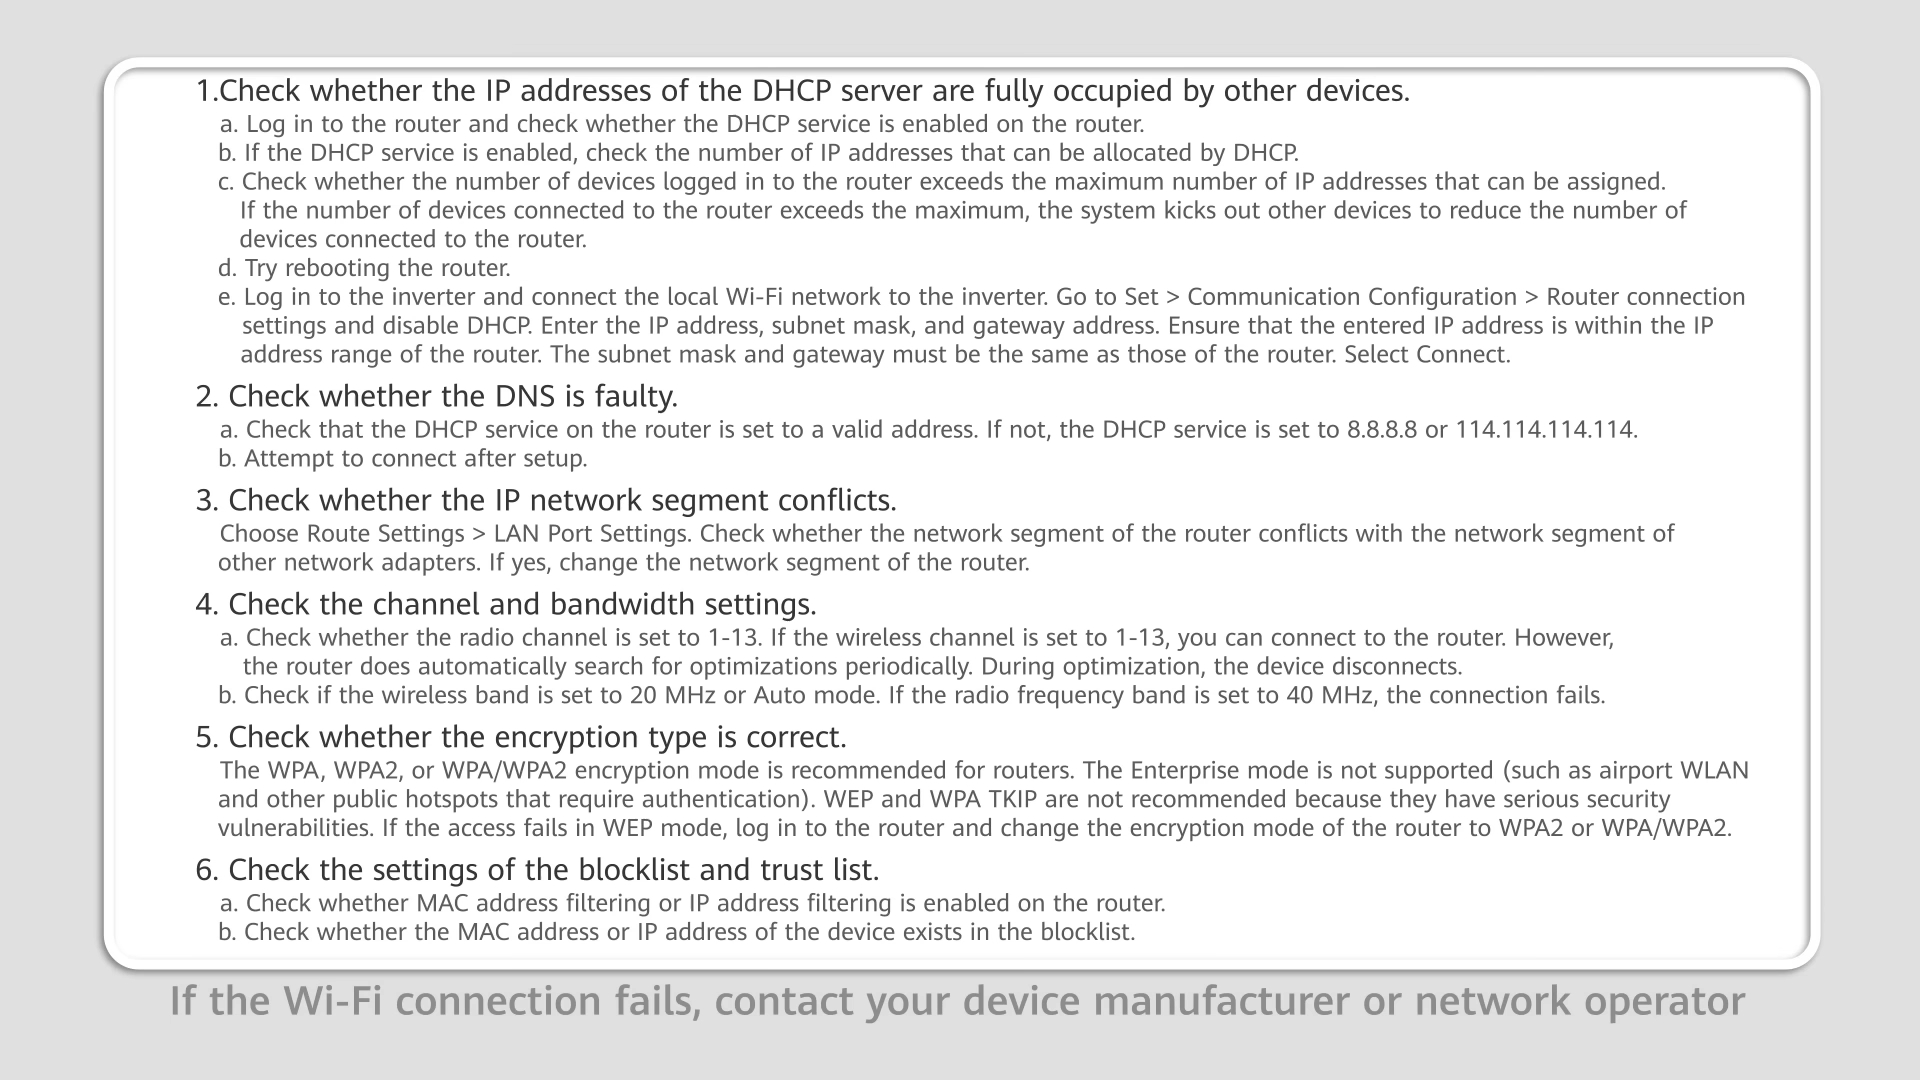 1.Check whether the IP addresses of the DHCP server are fully occupied by other devices.
a. Log in to the router and check whether the DHCP service is enabled on the router.
b. If the DHCP service is enabled, check the number of IP addresses that can be allocated by DHCP.
c. Check whether the number of devices logged in to the router exceeds the maximum number of IP addresses that can be assigned.
If the number of devices connected to the router exceeds the maximum, the system kicks out other devices to reduce the number of
devices connected to the router.
d. Try rebooting the router.
e. Log in to the inverter and connect the local Wi-Fi network to the inverter. Go to Set > Communication Configuration > Router connection
settings and disable DHCP. Enter the IP address, subnet mask, and gateway address. Ensure that the entered IP address is within the IP
address range of the router. The subnet mask and gateway must be the same as those of the router. Select Connect.
2. Check whether the DNS is faulty.
a. Check that the DHCP service on the router is set to a valid address. If not, the DHCP service is set to 8.8.8.8 or 114.114.114.114.
b. Attempt to connect after setup.
3. Check whether the IP network segment conflicts.
Choose Route Settings > LAN Port Settings. Check whether the network segment of the router conflicts with the network segment of
other network adapters. If yes, change the network segment of the router.
4. Check the channel and bandwidth settings.
a. Check whether the radio channel is set to 1-13. If the wireless channel is set to 1-13, you can connect to the router. However,
the router does automatically search for optimizations periodically. During optimization, the device disconnects.
b. Check if the wireless band is set to 20 MHz or Auto mode. If the radio frequency band is set to 40 MHz, the connection fails.
5. Check whether the encryption type is correct.
The WPA, WPA2, or WPA/WPA2 encryption mode is recommended for routers. The Enterprise mode is not supported (such as airport WLAN
and other public hotspots that require authentication). WEP and WPA TKIP are not recommended because they have serious security
vulnerabilities. If the access fails in WEP mode, log in to the router and change the encryption mode of the router to WPA2 or WPA/WPA2.
6. Check the settings of the blocklist and trust list.
a. Check whether MAC address filtering or IP address filtering is enabled on the router.
b. Check whether the MAC address or IP address of the device exists in the blocklist.
If the Wi-Fi connection fails, contact your device manufacturer or network operator